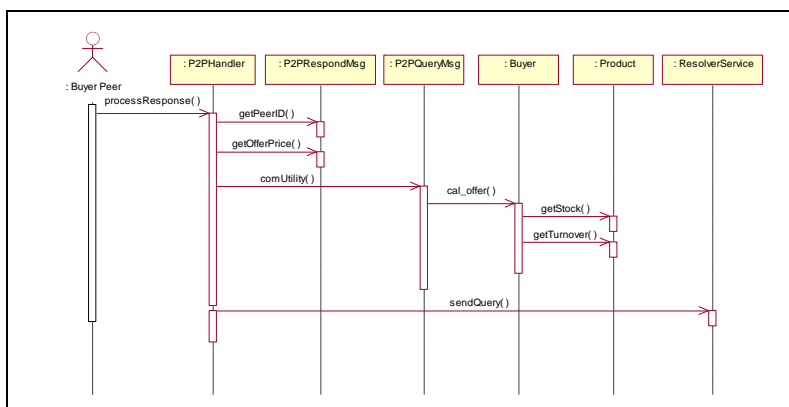 : P2PHandler
: P2PRespondMsg
: P2PQueryMsg
: Buyer
: Product
: ResolverService
: Buyer Peer
processResponse( )
getPeerID( )
getOfferPrice( )
comUtility( )
cal_offer( )
getStock( )
getTurnover( )
sendQuery( )